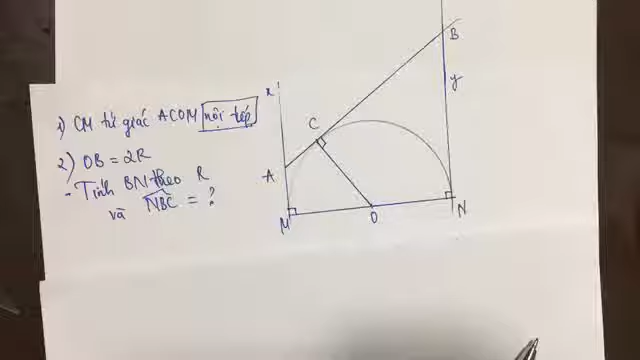 1) CM tứ giác ACOM nội tiếp
2) OB = 2R
- Tính BN theo R
và NBC = ?
x
B
y
C
A
M
O
N